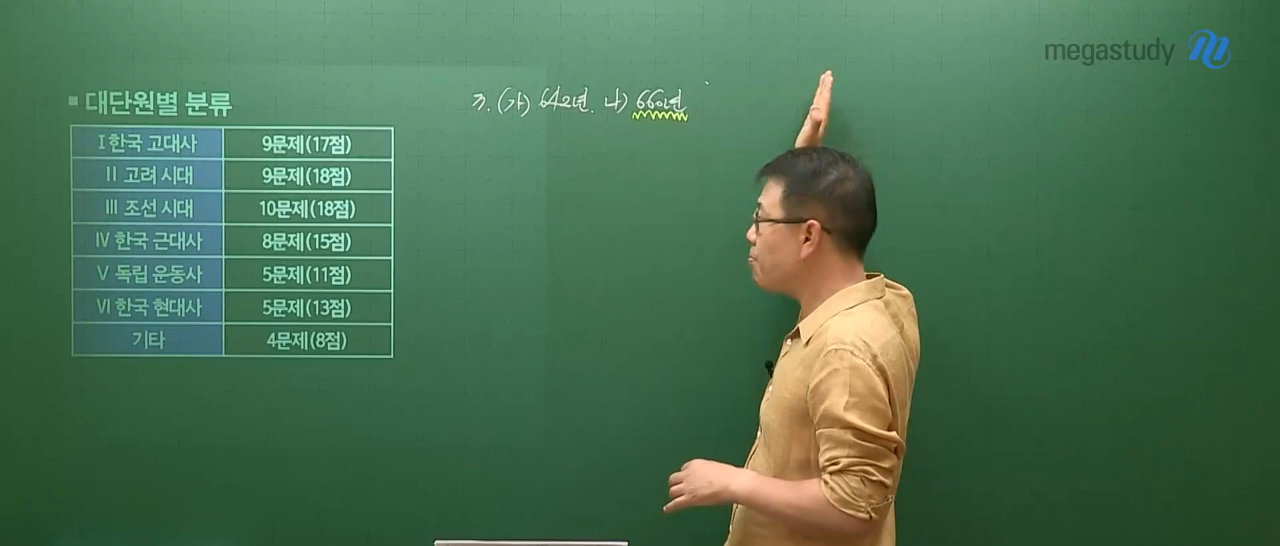 megastudy
▪ 대단원별 분류
7. (가) 642년. 나) 660년
Ⅰ 한국 고대사 9문제(17점)
Ⅱ 고려 시대 9문제(18점)
Ⅲ 조선 시대 10문제(18점)
Ⅳ 한국 근대사 8문제(15점)
Ⅴ 독립 운동사 5문제(11점)
Ⅵ 한국 현대사 5문제(13점)
기타 4문제(8점)